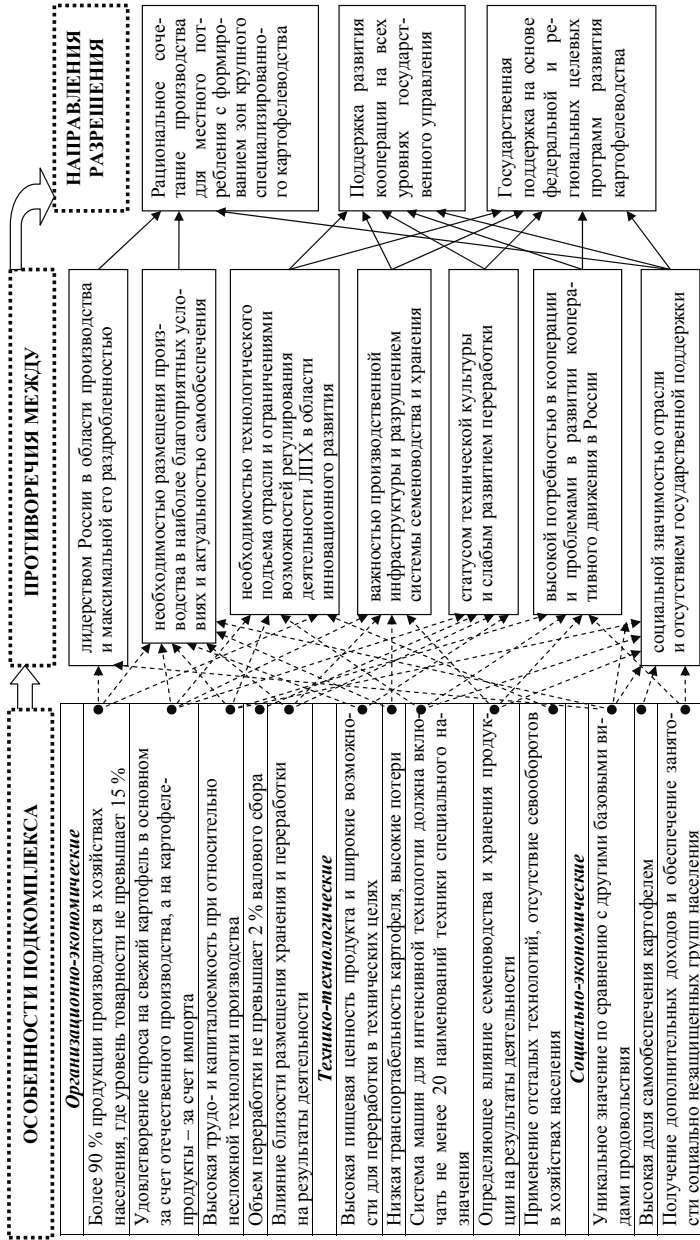 ОСОБЕННОСТИ ПОДКОМПЛЕКСА
Организационно-экономические
Более 90 % продукции производится в хозяйствах
населения, где уровень товарности не превышает 15 %
Удовлетворение спроса на свежий картофель в основном
за счет отечественного производства, а на картофеле-
продукты – за счет импорта
Высокая трудо- и капиталоемкость при относительно
несложной технологии производства
Объем переработки не превышает 2 % валового сбора
Влияние близости размещения хранения и переработки
на результаты деятельности
Технико-технологические
Высокая пищевая ценность продукта и широкие возможно-
сти для переработки в технических целях
Низкая транспортабельность картофеля, высокие потери
Система машин для интенсивной технологии должна вклю-
чать не менее 20 наименований техники специального на-
значения
Определяющее влияние семеноводства и хранения продук-
ции на результаты деятельности
Применение отсталых технологий, отсутствие севооборотов
в хозяйствах населения
Социально-экономические
Уникальное значение по сравнению с другими базовыми ви-
дами продовольствия
Высокая доля самообеспечения картофелем
Получение дополнительных доходов и обеспечение занято-
сти социально незащищенных групп населения
ПРОТИВОРЕЧИЯ МЕЖДУ
лидерством России в области производства
и максимальной его раздробленностью
необходимостью размещения произ-
водства в наиболее благоприятных усло-
виях и актуальностью самообеспечения
необходимостью технологического
подъема отрасли и ограничениями
возможностей регулирования
деятельности ЛПХ в области
инновационного развития
важностью производственной
инфраструктуры и разрушением
системы семеноводства и хранения
статусом технической культуры
и слабым развитием переработки
высокой потребностью в кооперации
и проблемами в развитии коопера-
тивного движения в России
социальной значимостью отрасли
и отсутствием государственной поддержки
НАПРАВЛЕНИЯ
РАЗРЕШЕНИЯ
Рациональное соче-
тание производства
для местного пот-
ребления с формиро-
ванием зон крупного
специализированно-
го картофелеводства
Поддержка развития
кооперации на всех
уровнях государст-
венного управления
Государственная
поддержка на основе
федеральной и ре-
гиональных целевых
программ развития
картофелеводства